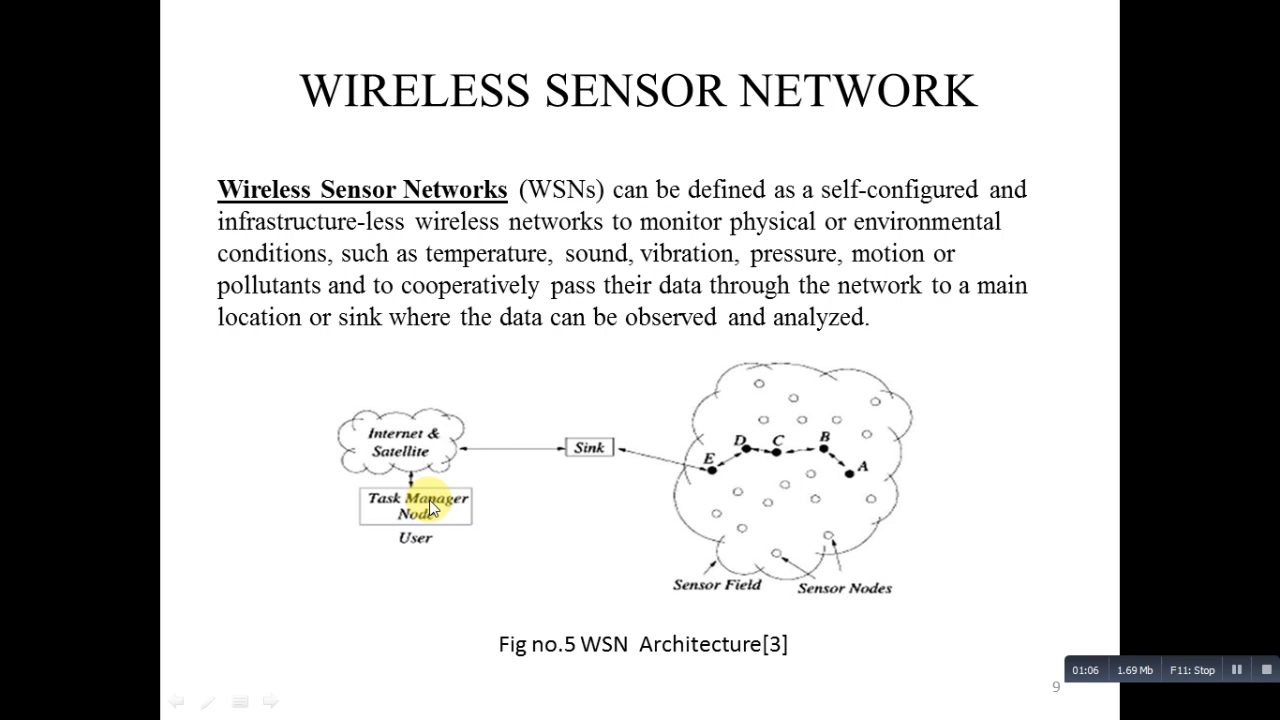 WIRELESS SENSOR NETWORK
Wireless Sensor Networks (WSNs) can be defined as a self-configured and
infrastructure-less wireless networks to monitor physical or environmental
conditions, such as temperature, sound, vibration, pressure, motion or
pollutants and to cooperatively pass their data through the network to a main
location or sink where the data can be observed and analyzed.
Internet &
Satellite
Sink
Task Manager
Node
User
E
D
C
B
A
Sensor Field
Sensor Nodes
Fig no.5 WSN Architecture[3]
01:06 1.69 Mb F11: Stop
9